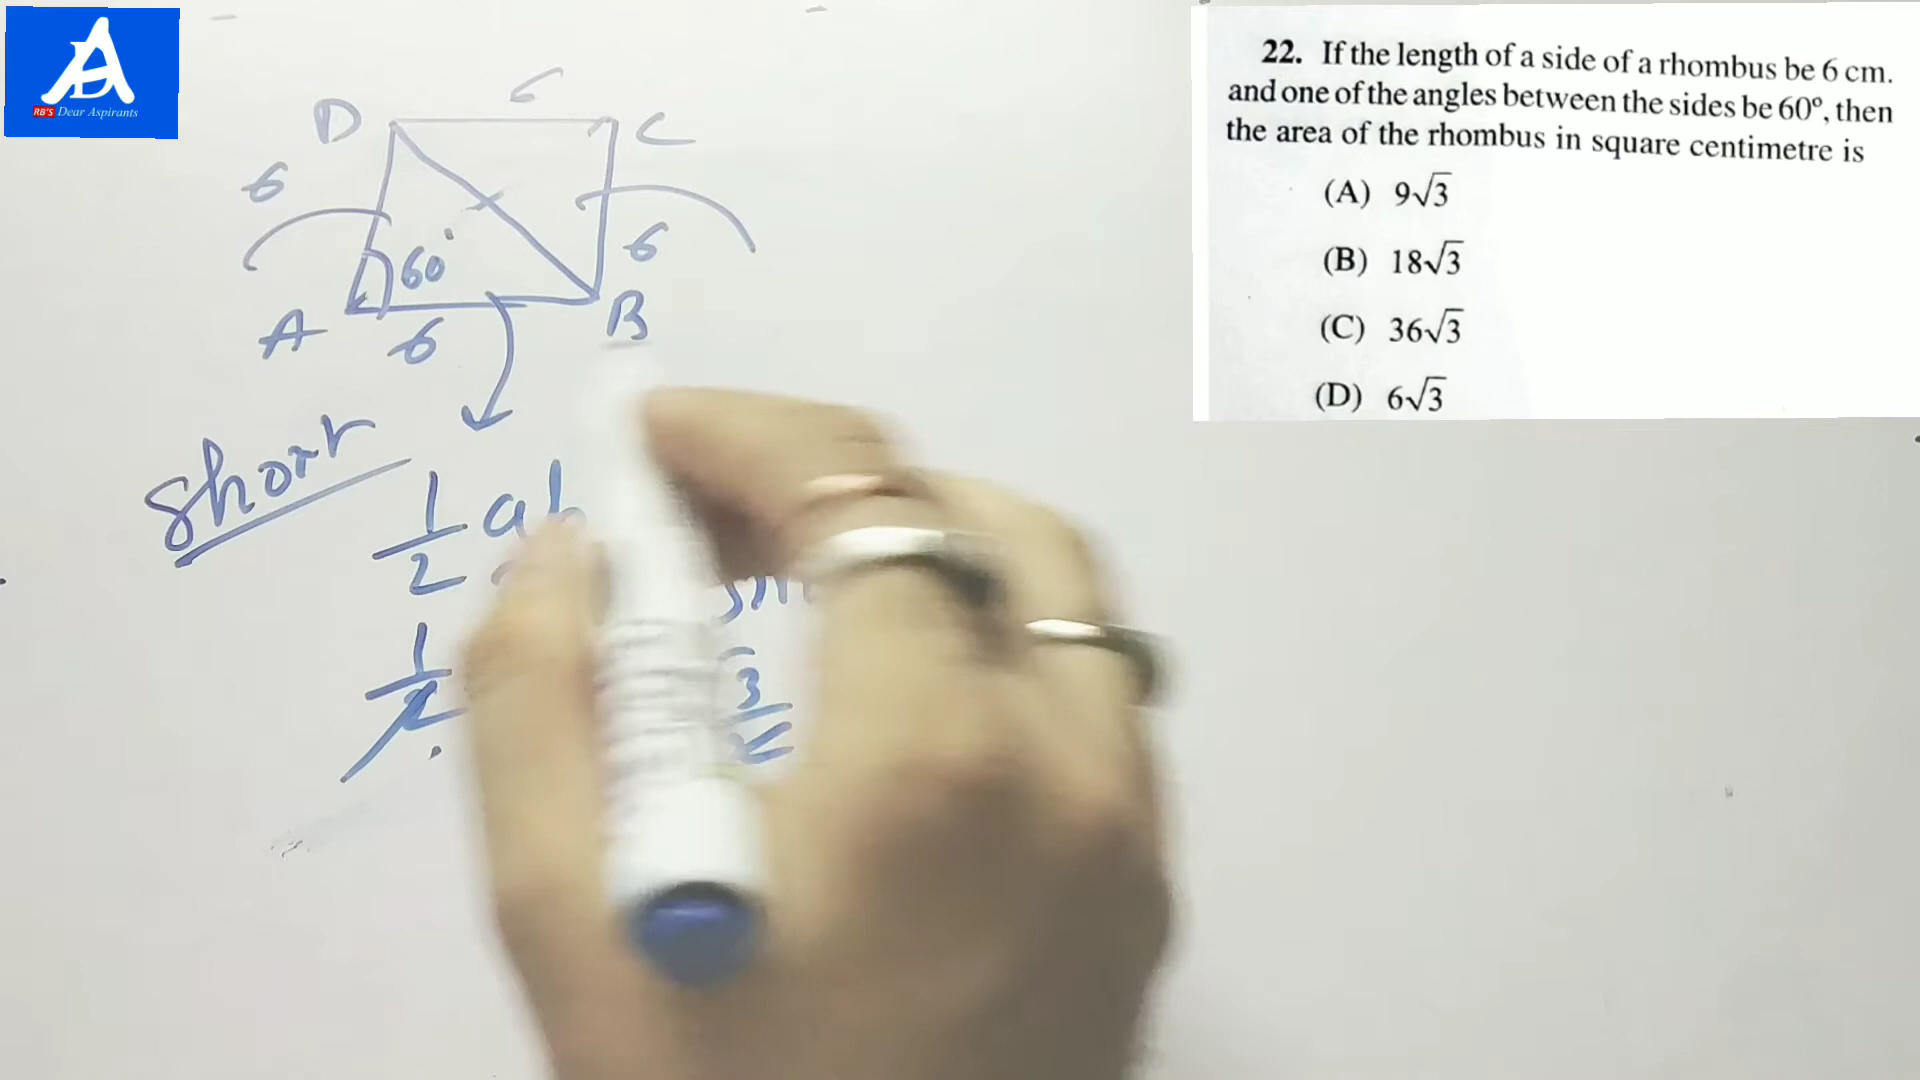 RB'S Dear Aspirants
22. If the length of a side of a rhombus be 6 cm.
and one of the angles between the sides be 60°, then
the area of the rhombus in square centimetre is
(A) 9√3
(B) 18√3
(C) 36√3
(D) 6√3
6
D C
6
60°
6
A B
6
Short
1/2 ab
1/2